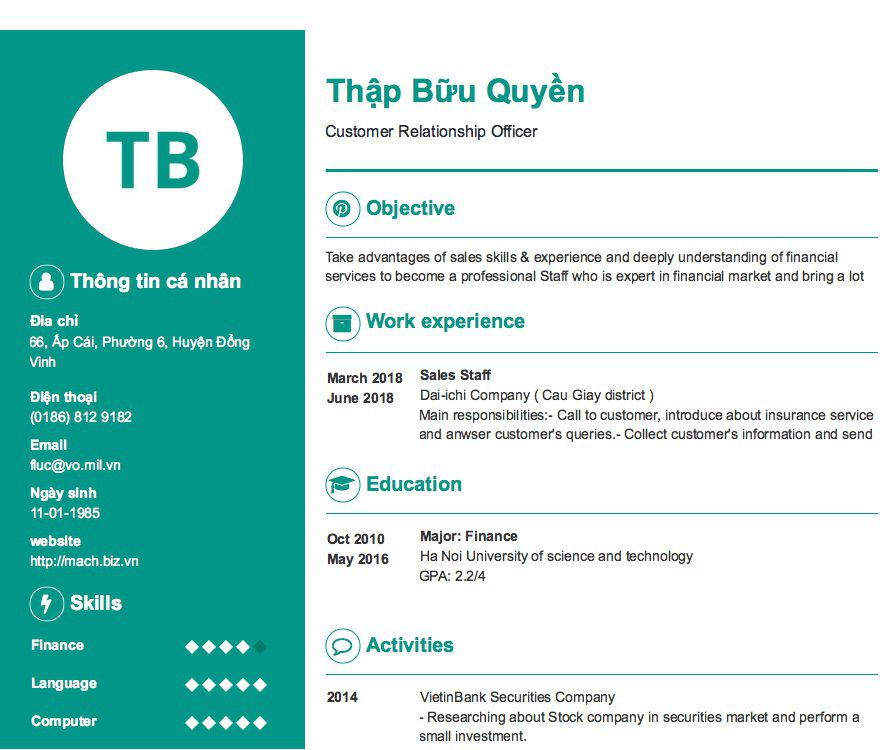 TB
Thông tin cá nhân
Địa chỉ
66, Ấp Cái, Phường 6, Huyện Đồng
Vinh
Điện thoại
(0186) 812 9182
Email
fluc@vo.mil.vn
Ngày sinh
11-01-1985
website
http://mach.biz.vn
Skills
Finance
Language
Computer
Thập Bữu Quyền
Customer Relationship Officer
Objective
Take advantages of sales skills & experience and deeply understanding of financial
services to become a professional Staff who is expert in financial market and bring a lot
Work experience
March 2018
June 2018
Sales Staff
Dai-ichi Company ( Cau Giay district )
Main responsibilities:- Call to customer, introduce about insurance service
and anwser customer's queries.- Collect customer's information and send
Education
Oct 2010
May 2016
Major: Finance
Ha Noi University of science and technology
GPA: 2.2/4
Activities
2014
VietinBank Securities Company
- Researching about Stock company in securities market and perform a
small investment.